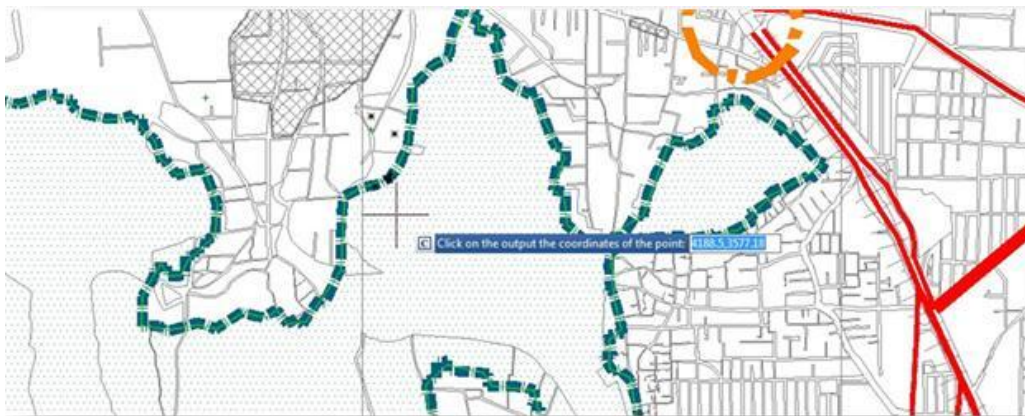 Click on the output the coordinates of the point: 4188.5,3577.18